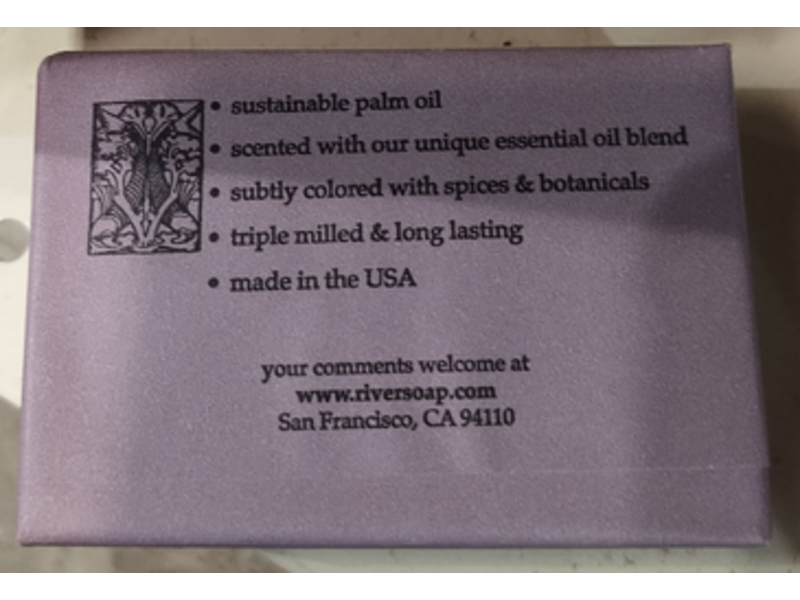 • sustainable palm oil
• scented with our unique essential oil blend
• subtly colored with spices & botanicals
• triple milled & long lasting
• made in the USA
your comments welcome at
www.riversoap.com
San Francisco, CA 94110